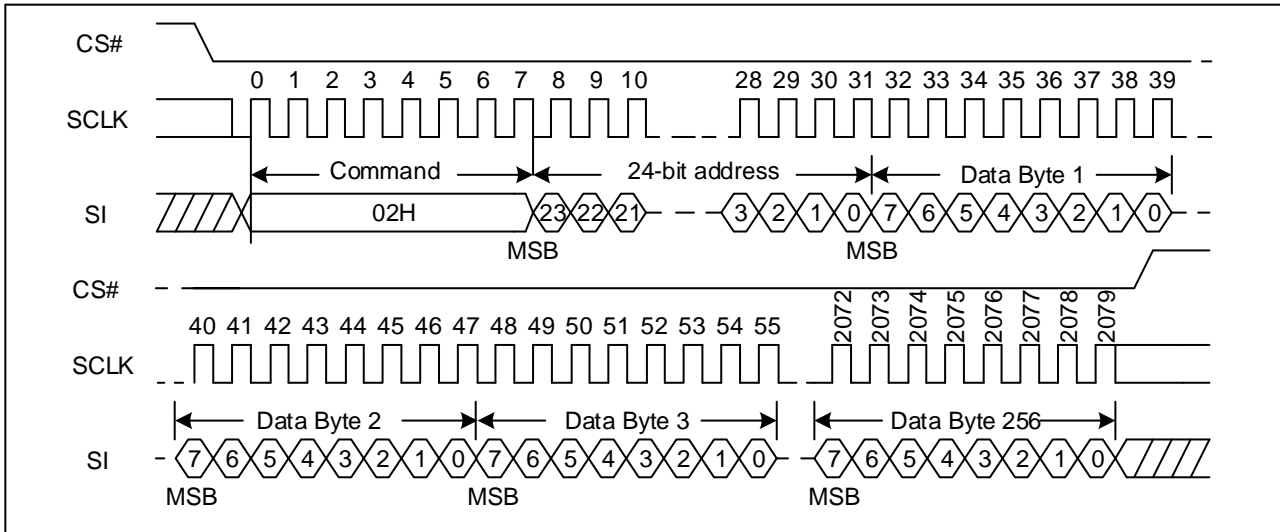 CS#
0 1 2 3 4 5 6 7 8 9 10 28 29 30 31 32 33 34 35 36 37 38 39
SCLK
Command 24-bit address Data Byte 1
SI 02H 23 22 21 3 2 1 0 7 6 5 4 3 2 1 0
MSB MSB
CS#
40 41 42 43 44 45 46 47 48 49 50 51 52 53 54 55 2072 2073 2074 2075 2076 2077 2078 2079
SCLK
Data Byte 2 Data Byte 3 Data Byte 256
SI 7 6 5 4 3 2 1 0 7 6 5 4 3 2 1 0 7 6 5 4 3 2 1 0
MSB MSB MSB